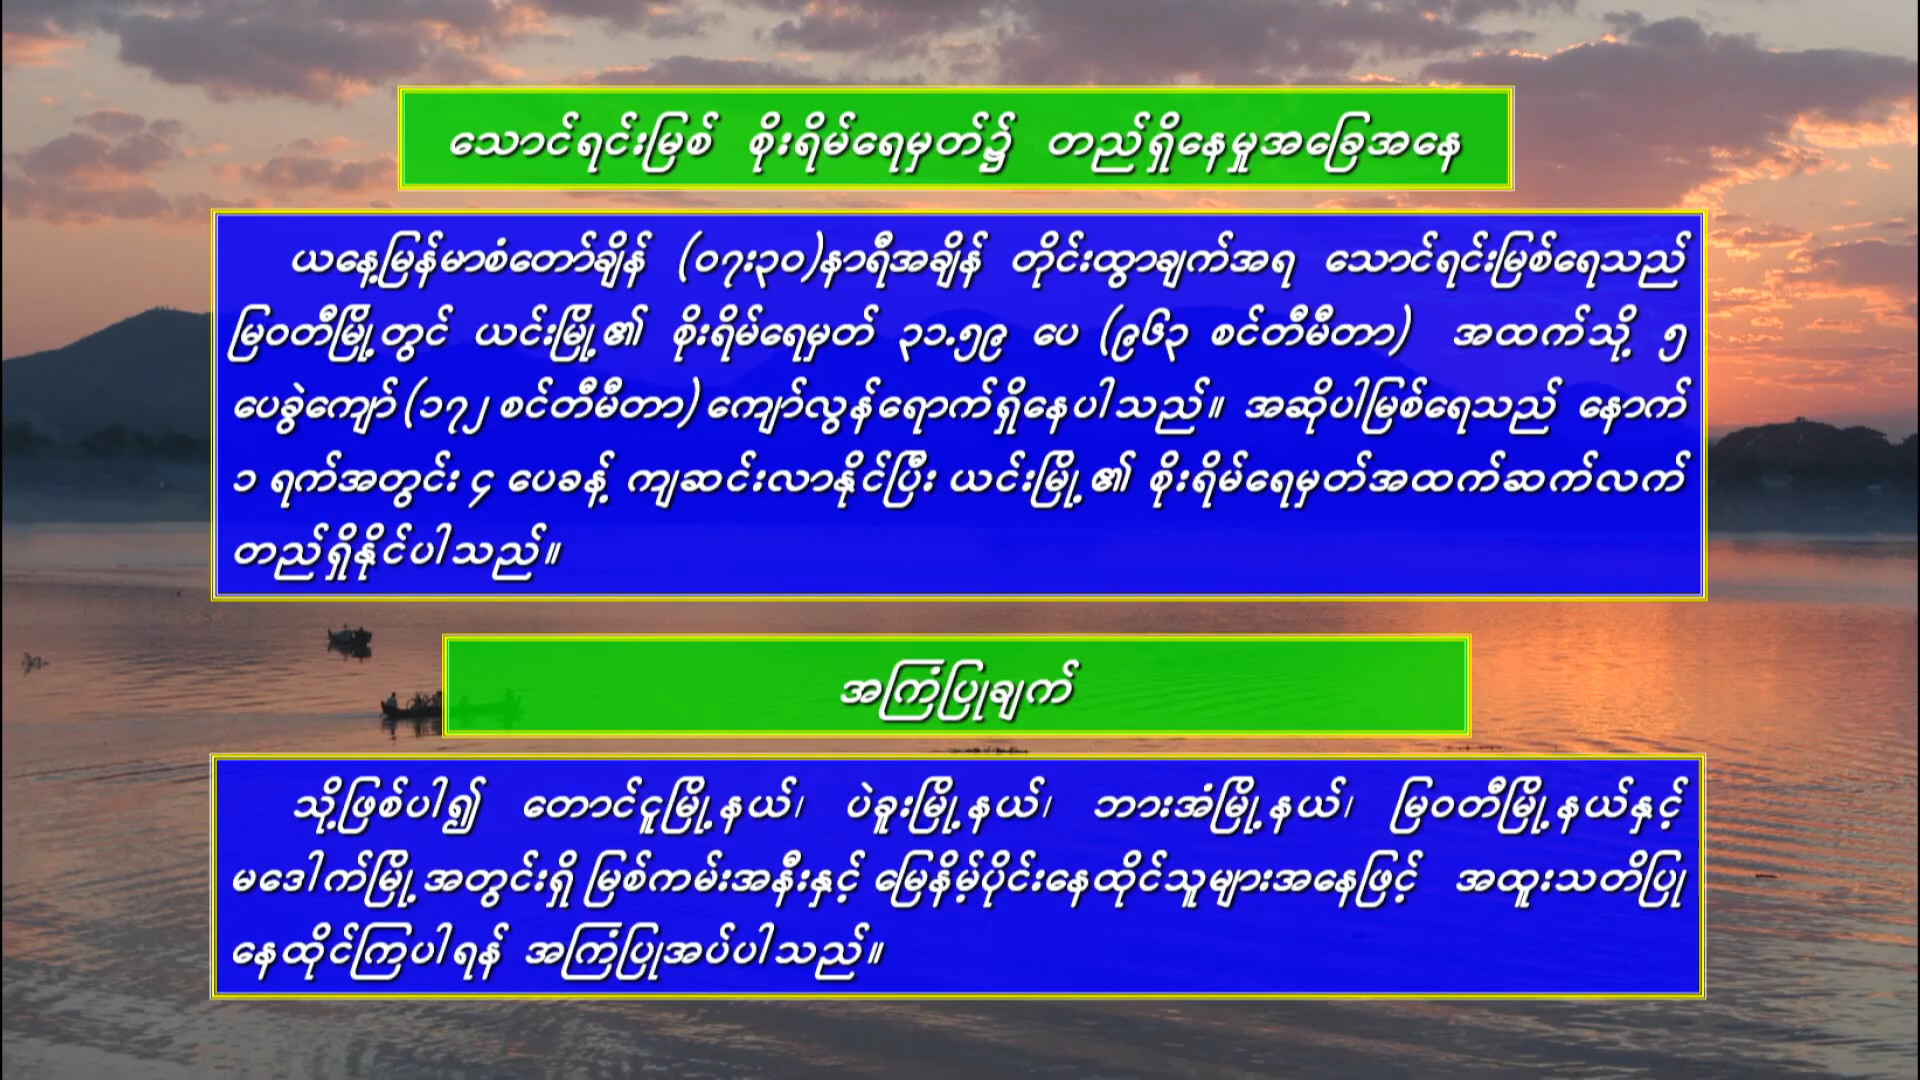 သောင်ရင်းမြစ် စိုးရိမ်ရေမှတ်၌ တည်ရှိနေမှုအခြေအနေ
ယနေ့မြန်မာစံတော်ချိန် (၀၇:၃၀)နာရီအချိန် တိုင်းထွာချက်အရ သောင်ရင်းမြစ်ရေသည်
မြဝတီမြို့တွင် ယင်းမြို့၏ စိုးရိမ်ရေမှတ် ၃၁.၅၉ ပေ (၉၆၃ စင်တီမီတာ) အထက်သို့ ၅
ပေခွဲကျော် (၁၇၂ စင်တီမီတာ) ကျော်လွန်ရောက်ရှိနေပါသည်။ အဆိုပါမြစ်ရေသည် နောက်
၁ ရက်အတွင်း ၄ ပေခန့် ကျဆင်းလာနိုင်ပြီး ယင်းမြို့၏ စိုးရိမ်ရေမှတ်အထက်ဆက်လက်
တည်ရှိနိုင်ပါသည်။
အကြံပြုချက်
သို့ဖြစ်ပါ၍ တောင်ငူမြို့နယ်၊ ပဲခူးမြို့နယ်၊ ဘားအံမြို့နယ်၊ မြဝတီမြို့နယ်နှင့်
မဒေါက်မြို့အတွင်းရှိ မြစ်ကမ်းအနီးနှင့် မြေနိမ့်ပိုင်းနေထိုင်သူများအနေဖြင့် အထူးသတိပြု
နေထိုင်ကြပါရန် အကြံပြုအပ်ပါသည်။